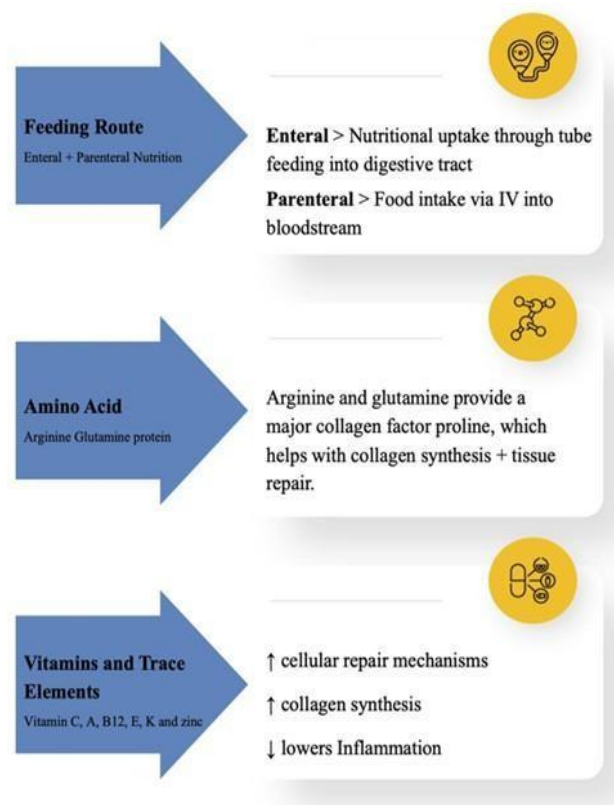 Feeding Route
Enteral + Parenteral Nutrition
Enteral > Nutritional uptake through tube
feeding into digestive tract
Parenteral > Food intake via IV into
bloodstream
Amino Acid
Arginine Glutamine protein
Arginine and glutamine provide a
major collagen factor proline, which
helps with collagen synthesis + tissue
repair.
Vitamins and Trace
Elements
Vitamin C, A, B12, E, K and zinc
↑ cellular repair mechanisms
↑ collagen synthesis
↓ lowers Inflammation